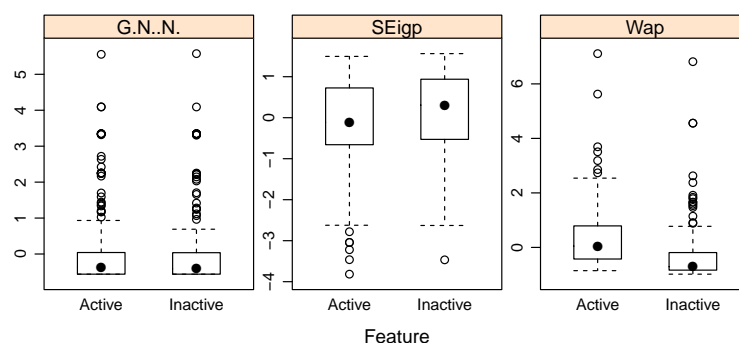 G.N..N.
SEigp
Wap
5
4
3
2
1
0
Active
Inactive
1
0
−1
−2
−3
−4
Active
Inactive
6
4
2
0
Active
Inactive
Feature